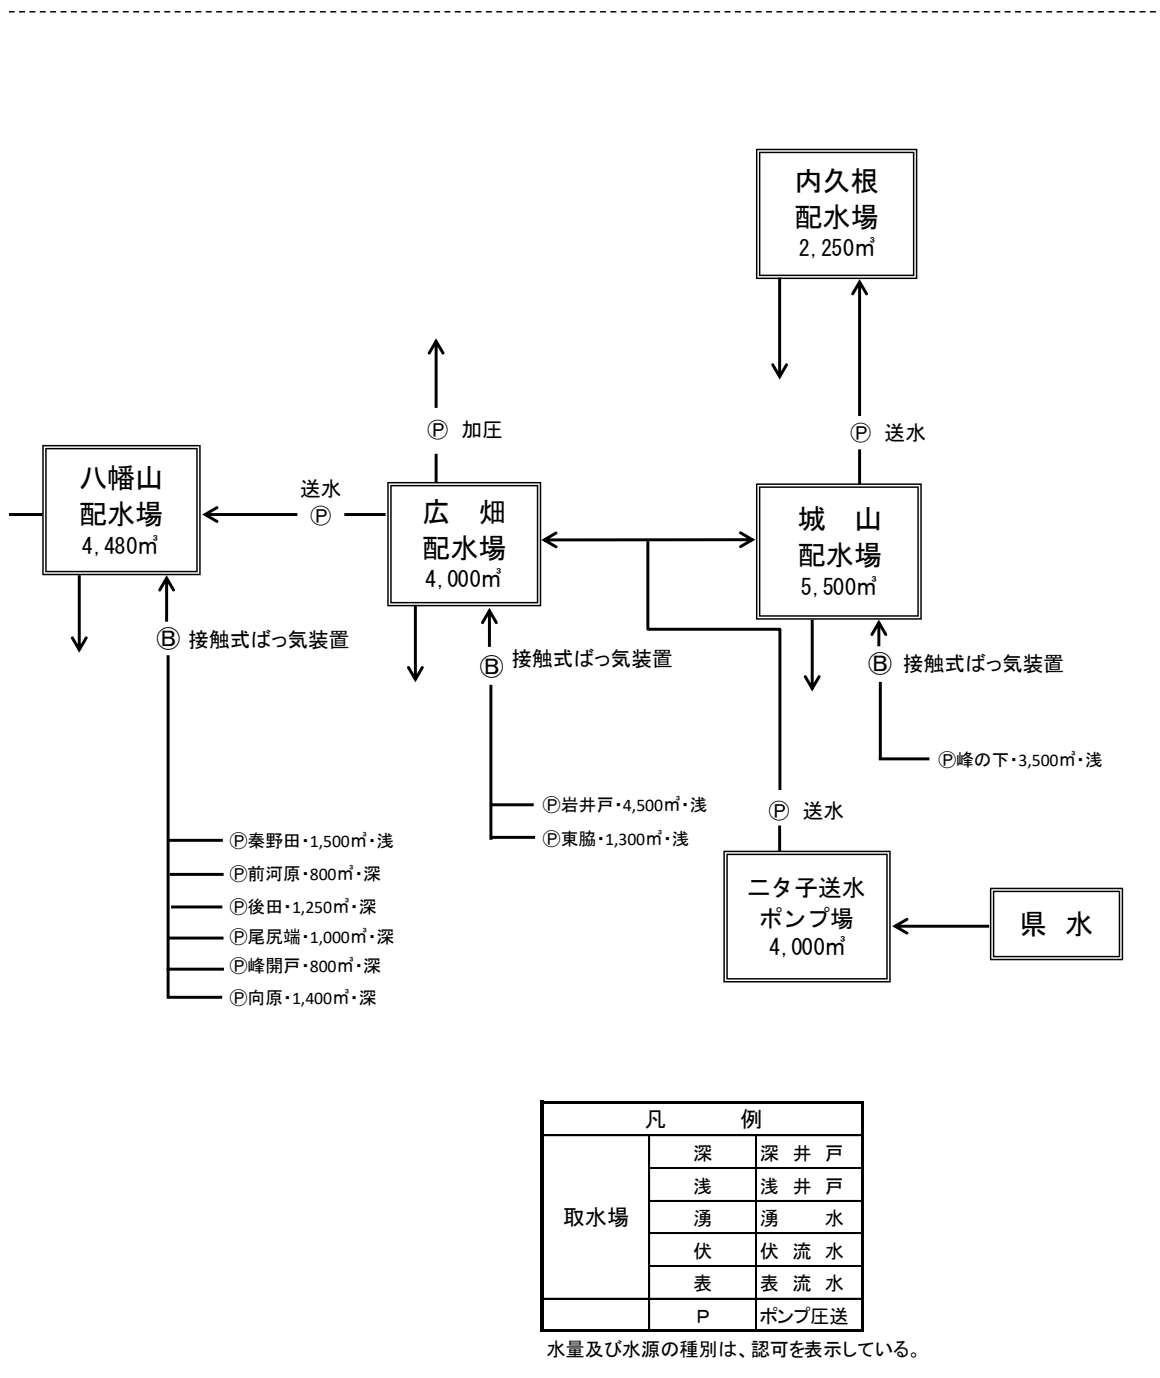 内久根
配水場
2,250㎥
Ⓟ 送水
Ⓟ 加圧
八幡山
配水場
4,480㎥
送水
Ⓟ
広 畑
配水場
4,000㎥
城 山
配水場
5,500㎥
Ⓑ 接触式ばっ気装置
Ⓑ 接触式ばっ気装置
Ⓑ 接触式ばっ気装置
Ⓟ峰の下・3,500㎥・浅
Ⓟ岩井戸・4,500㎥・浅
Ⓟ東脇・1,300㎥・浅
Ⓟ 送水
Ⓟ秦野田・1,500㎥・浅
Ⓟ前河原・800㎥・深
Ⓟ後田・1,250㎥・深
Ⓟ尾尻端・1,000㎥・深
Ⓟ峰開戸・800㎥・深
Ⓟ向原・1,400㎥・深
二タ子送水
ポンプ場
4,000㎥
県 水
凡 例
取水場
深 深 井 戸
浅 浅 井 戸
湧 湧 水
伏 伏 流 水
表 表 流 水
P ポンプ圧送
水量及び水源の種別は、認可を表示している。